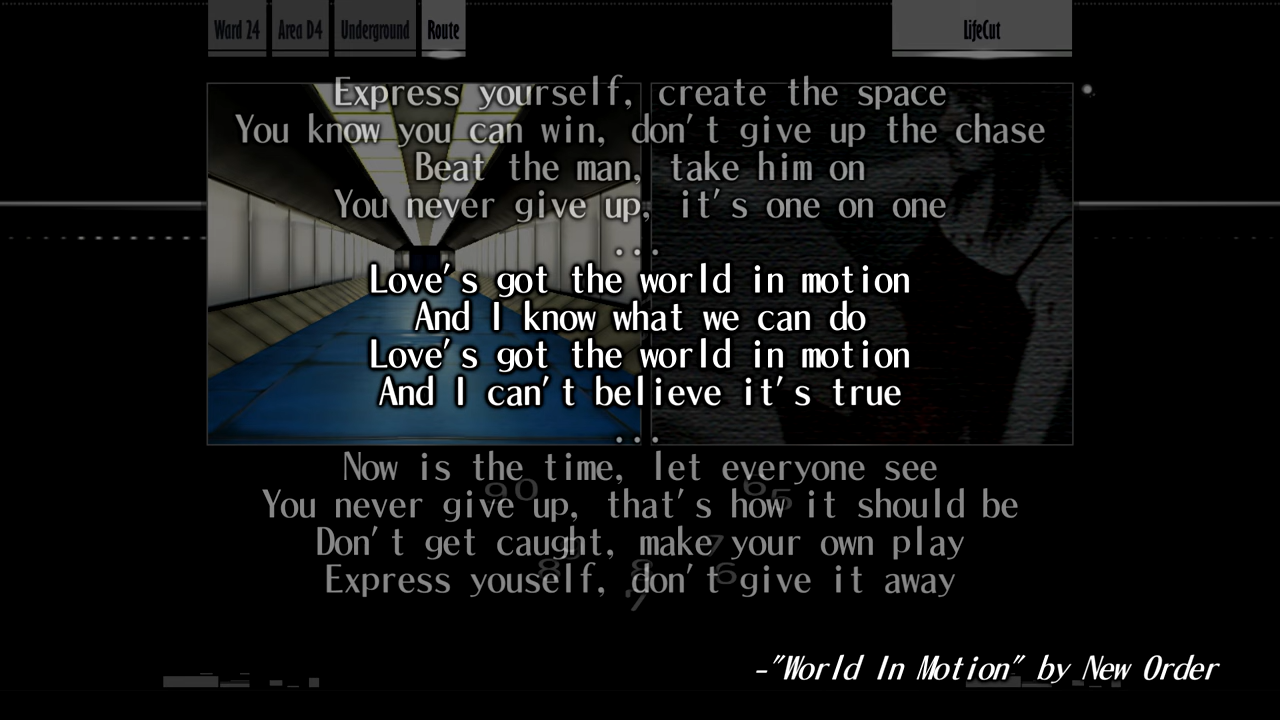 Ward 24 Area D4 Underground Route LifeCut
Express yourself, create the space
You know you can win, don't give up the chase
Beat the man, take him on
You never give up, it's one on one
...
Love's got the world in motion
And I know what we can do
Love's got the world in motion
And I can't believe it's true
...
Now is the time, let everyone see
You never give up, that's how it should be
Don't get caught, make your own play
Express youself, don't give it away
-"World In Motion" by New Order